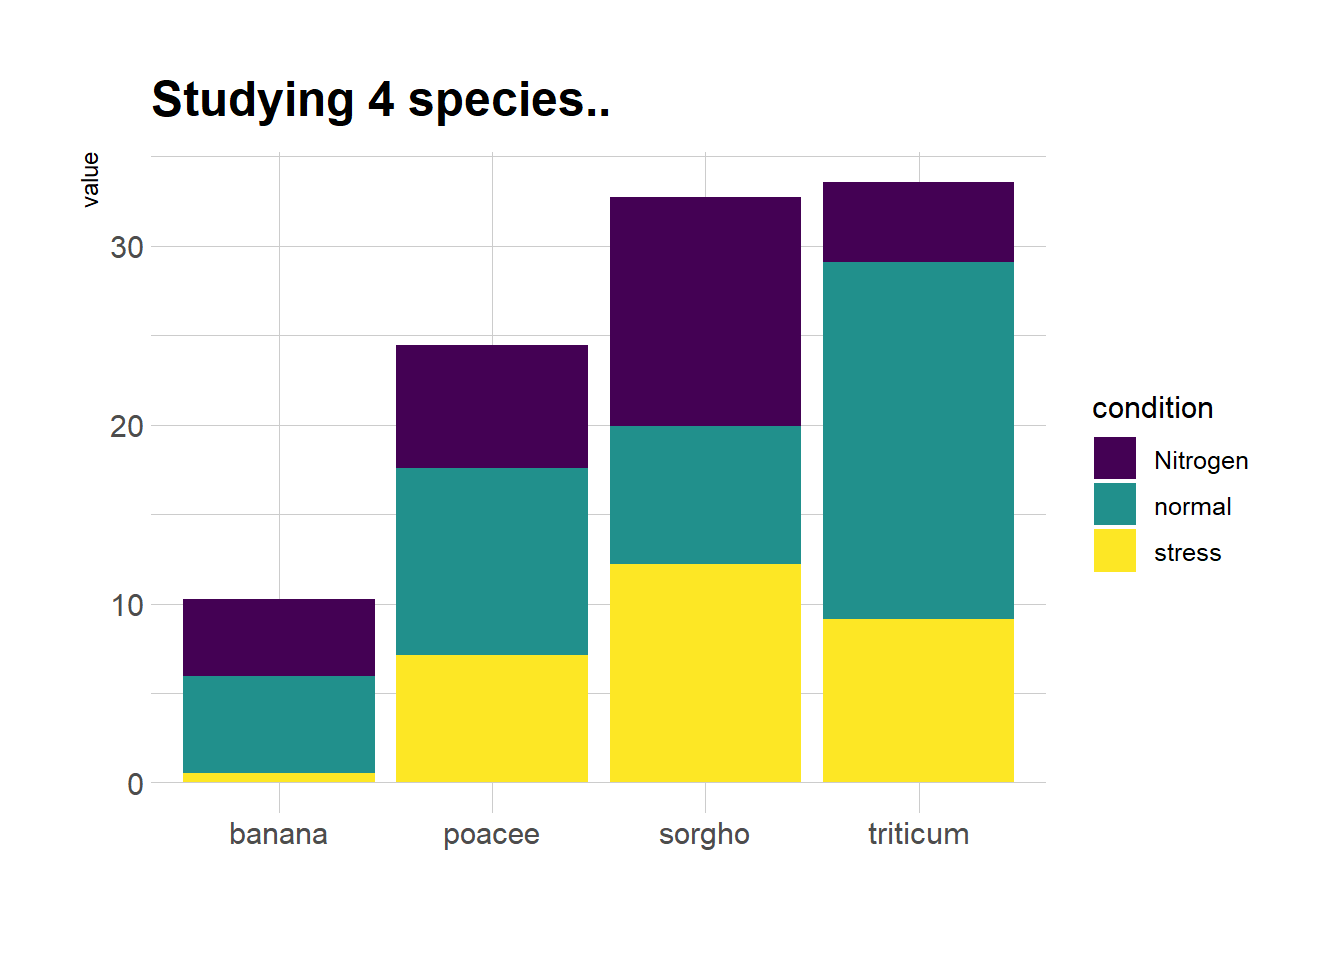 Studying 4 species..
value
30
20
10
0
banana
poacee
sorgho
triticum
condition
Nitrogen
normal
stress